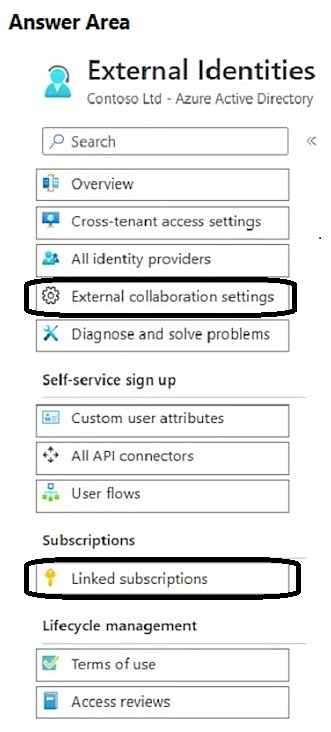 Answer Area
External Identities
Contoso Ltd - Azure Active Directory
Search
Overview
Cross-tenant access settings
All identity providers
External collaboration settings
Diagnose and solve problems
Self-service sign up
Custom user attributes
All API connectors
User flows
Subscriptions
Linked subscriptions
Lifecycle management
Terms of use
Access reviews